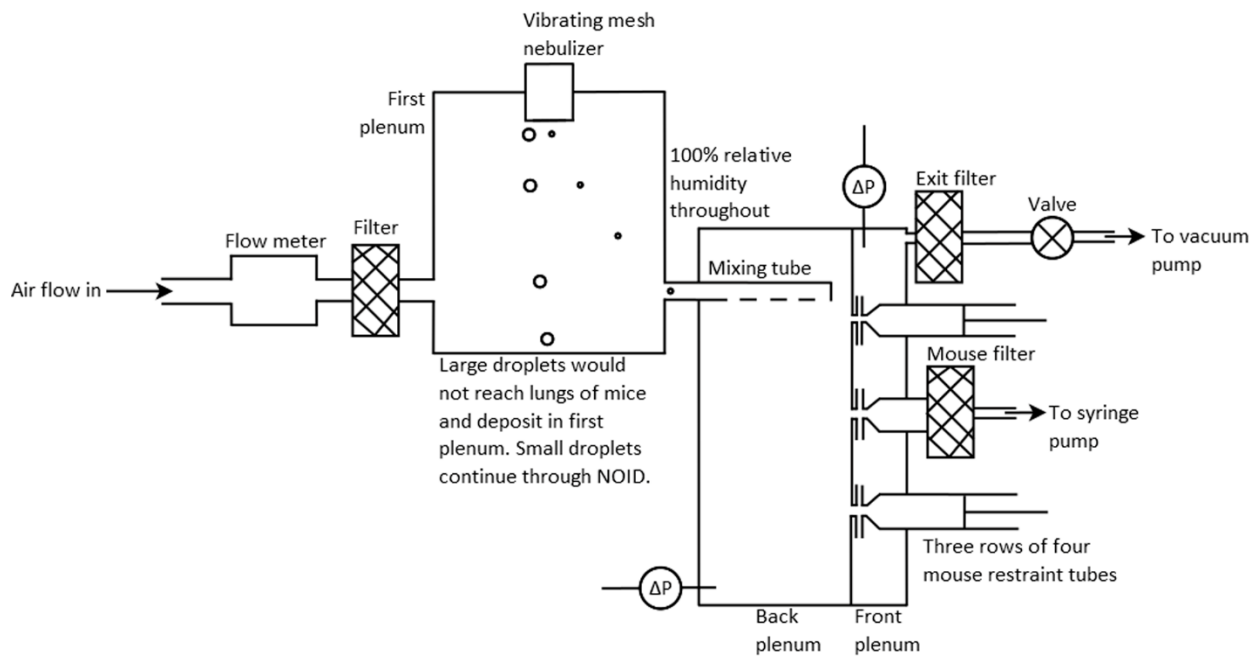 Vibrating mesh
nebulizer
First
plenum
100% relative
humidity
throughout
ΔP
Exit filter
Valve
To vacuum
pump
Filter
Flow meter
Air flow in
Mixing tube
Mouse filter
To syringe
pump
Large droplets would
not reach lungs of mice
and deposit in first
plenum. Small droplets
continue through NOID.
Three rows of four
mouse restraint tubes
ΔP
Back
plenum
Front
plenum